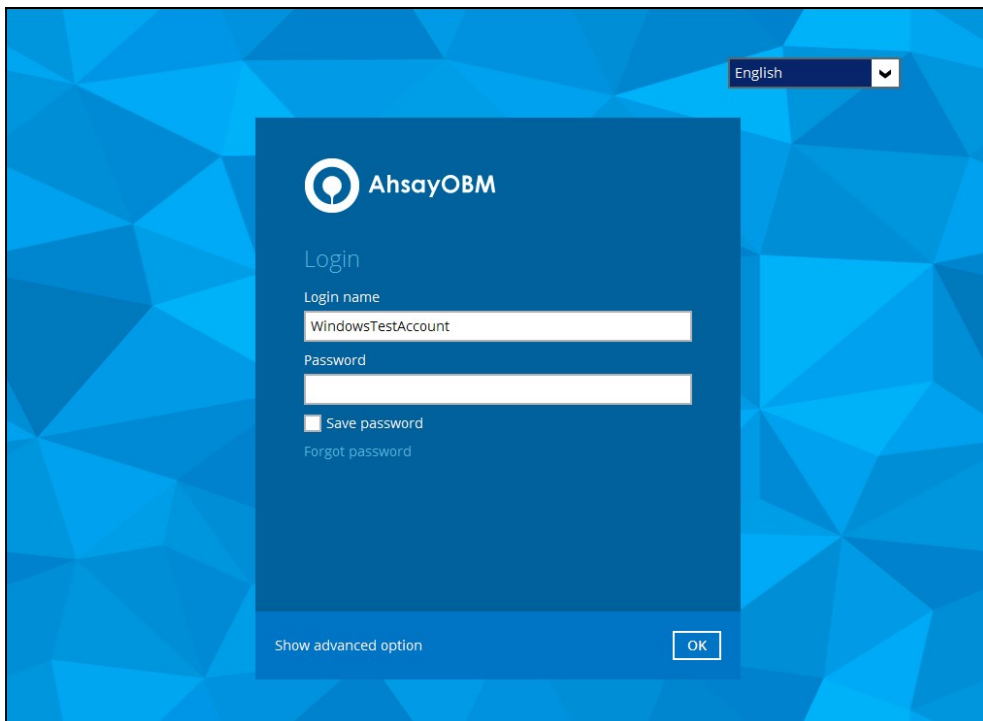 English
AhsayOBM
Login
Login name
WindowsTestAccount
Password
Save password
Forgot password
Show advanced option
OK